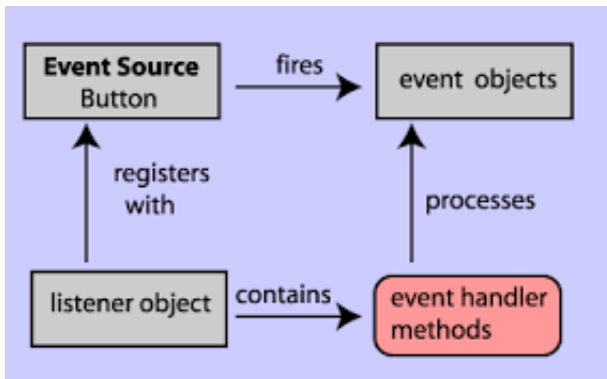 Event Source
Button
fires
event objects
registers
with
processes
listener object
contains
event handler
methods